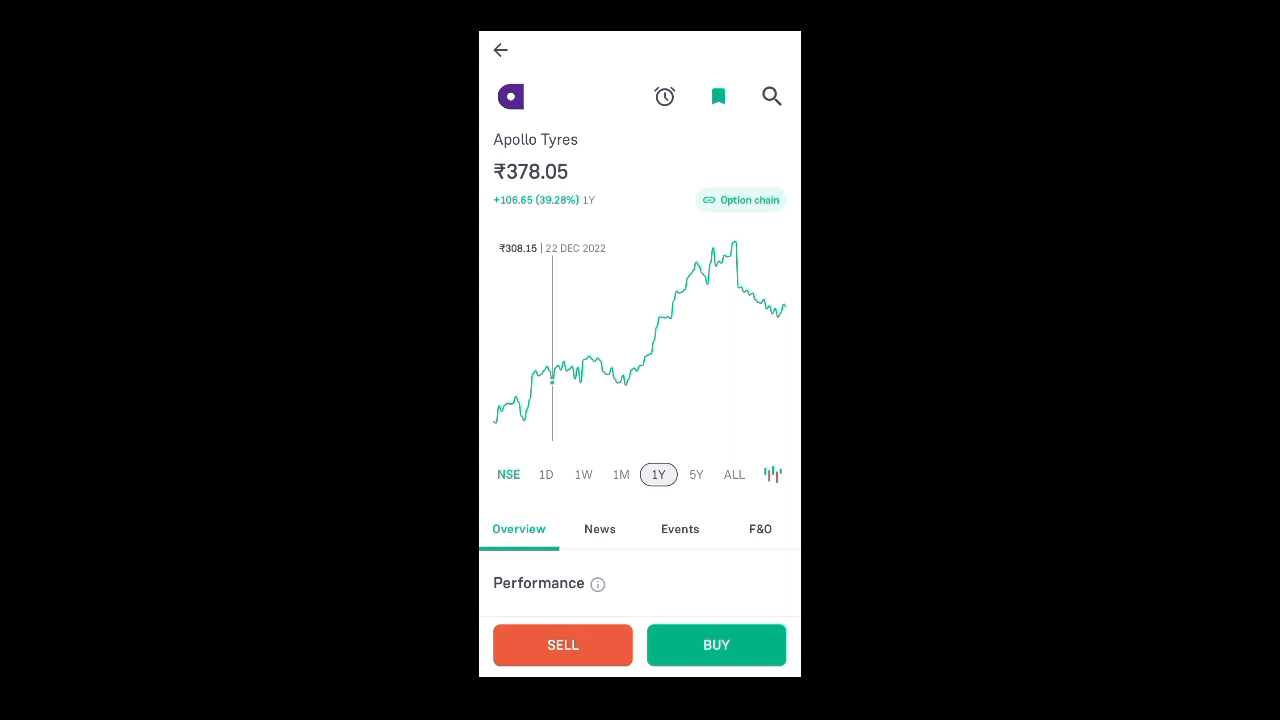 Apollo Tyres
₹378.05
+106.65 (39.28%) 1Y
Option chain
₹308.15 | 22 DEC 2022
NSE 1D 1W 1M 1Y 5Y ALL
Overview News Events F&O
Performance
SELL BUY